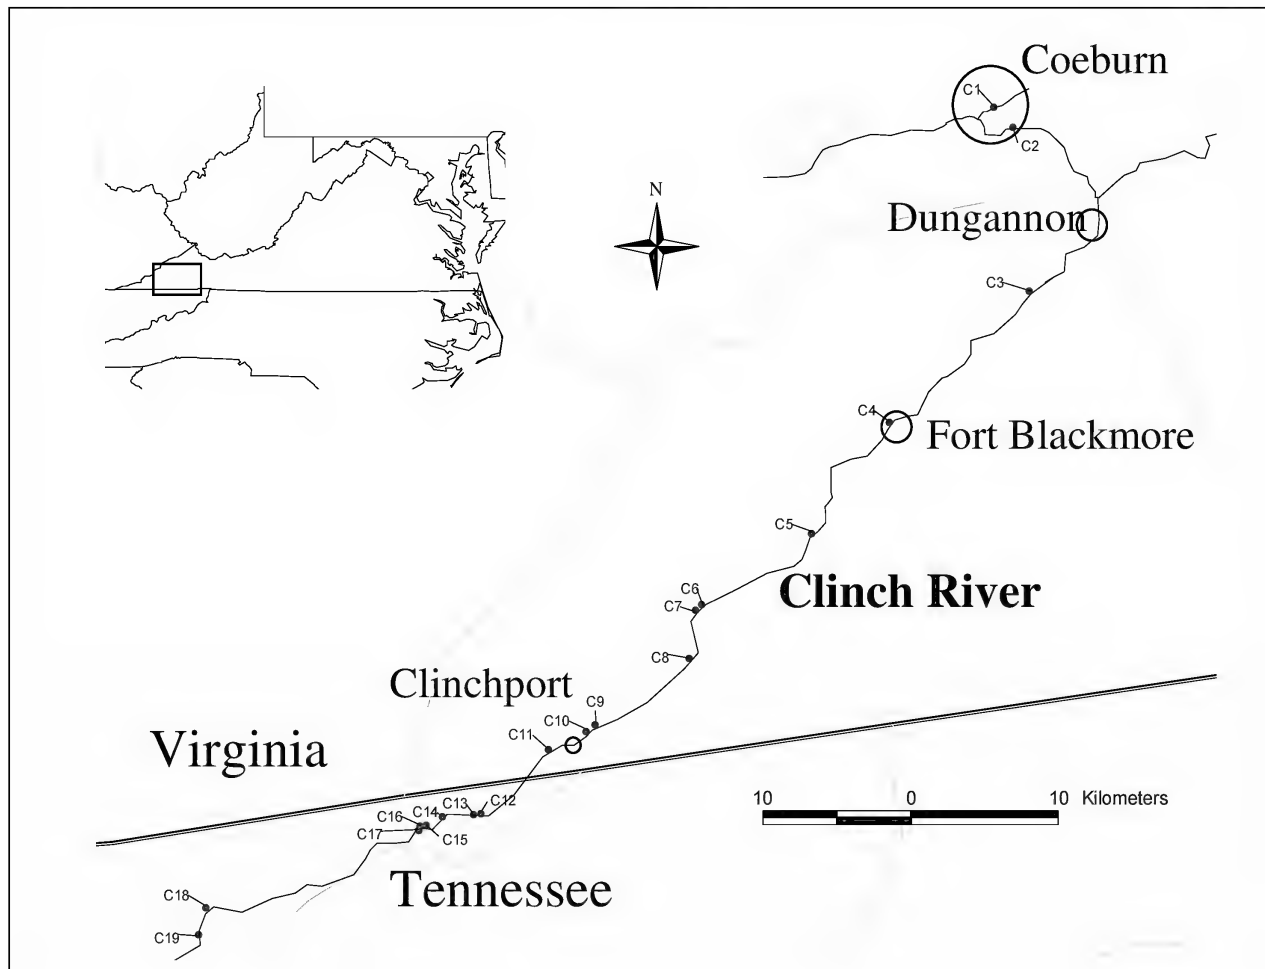 Coeburn
C1
C2
N
Dungannon
C3
C4
Fort Blackmore
C5
Clinch River
C6
C7
C8
Clinchport
C9
C10
C11
Virginia
10 0 10 Kilometers
C13
C12
C16
C14
C17
C15
Tennessee
C18
C19